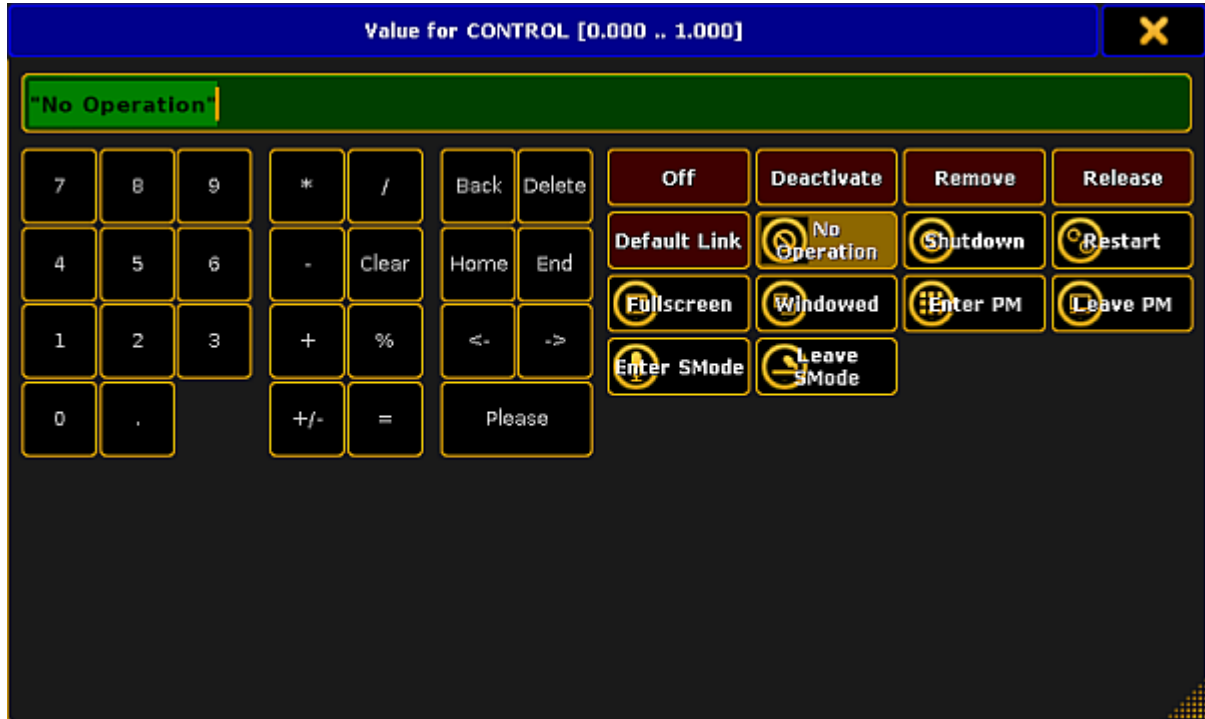 Value for CONTROL [0.000 .. 1.000]
"No Operation"
7 8 9 * / Back Delete
4 5 6 - Clear Home End
1 2 3 + % <- ->
0 . +/- = Please
Off Deactivate Remove Release
Default Link No Operation Shutdown Restart
Fullscreen Windowed Enter PM Leave PM
Enter SMode Leave SMode